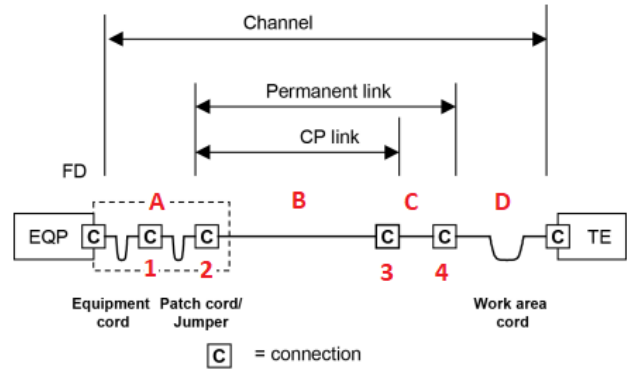 Channel
Permanent link
CP link
FD
A
B
C
D
EQP
C
C
C
C
C
C
TE
1
2
3
4
Equipment cord
Patch cord/ Jumper
Work area cord
C = connection